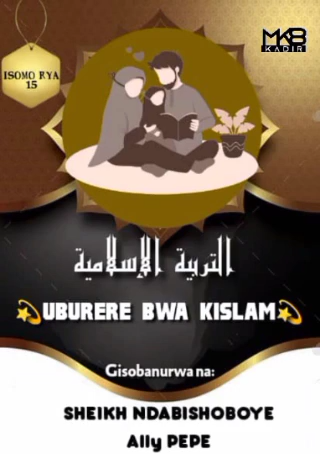 MKB
KADIR
ISOMO RYA
15
التربية الإسلامية
💫UBURERE BWA KISLAM💫
Gisobanurwa na:
SHEIKH NDABISHOBOYE
Ally PEPE